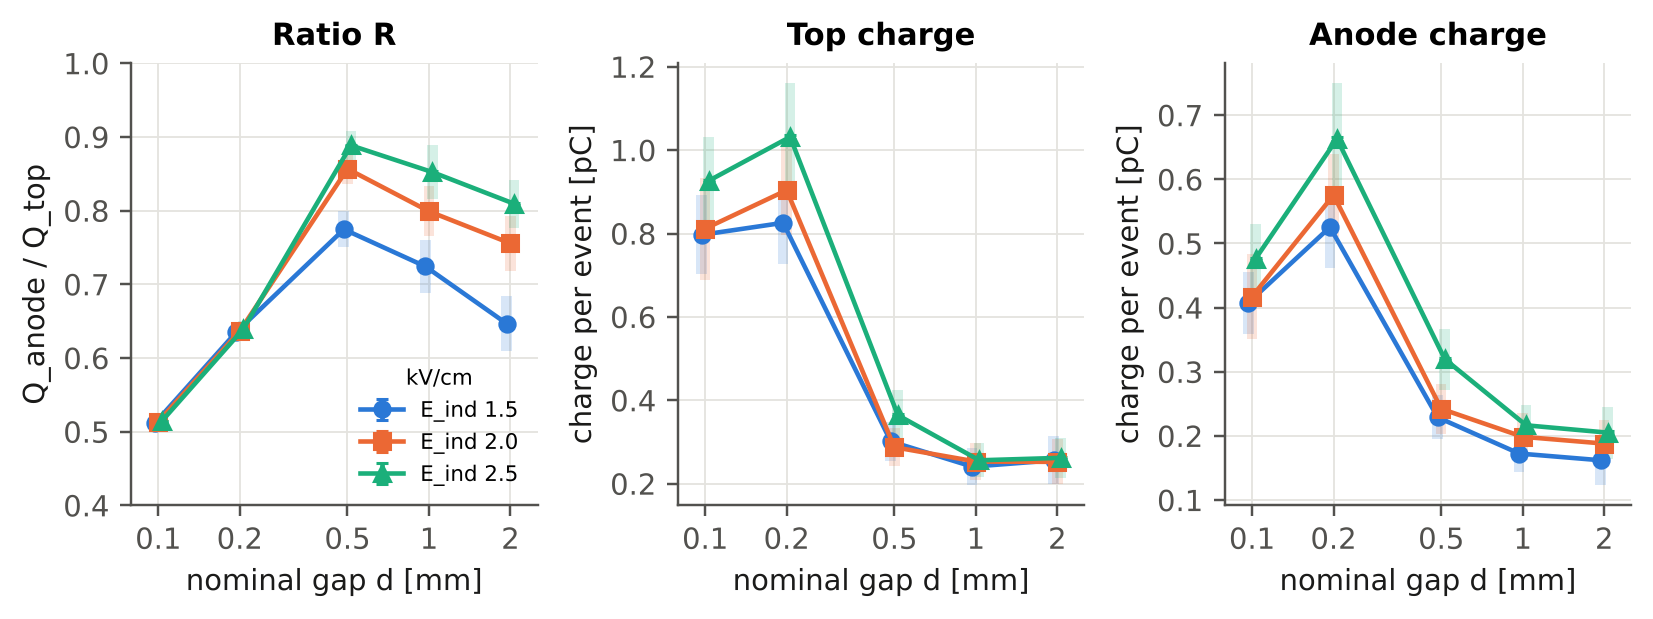 Ratio R
Q_anode / Q_top
1.0
0.9
0.8
0.7
0.6
0.5
0.4
kV/cm
E_ind 1.5
E_ind 2.0
E_ind 2.5
0.1 0.2 0.5 1 2
nominal gap d [mm]
Top charge
charge per event [pC]
1.2
1.0
0.8
0.6
0.4
0.2
0.1 0.2 0.5 1 2
nominal gap d [mm]
Anode charge
charge per event [pC]
0.7
0.6
0.5
0.4
0.3
0.2
0.1
0.1 0.2 0.5 1 2
nominal gap d [mm]